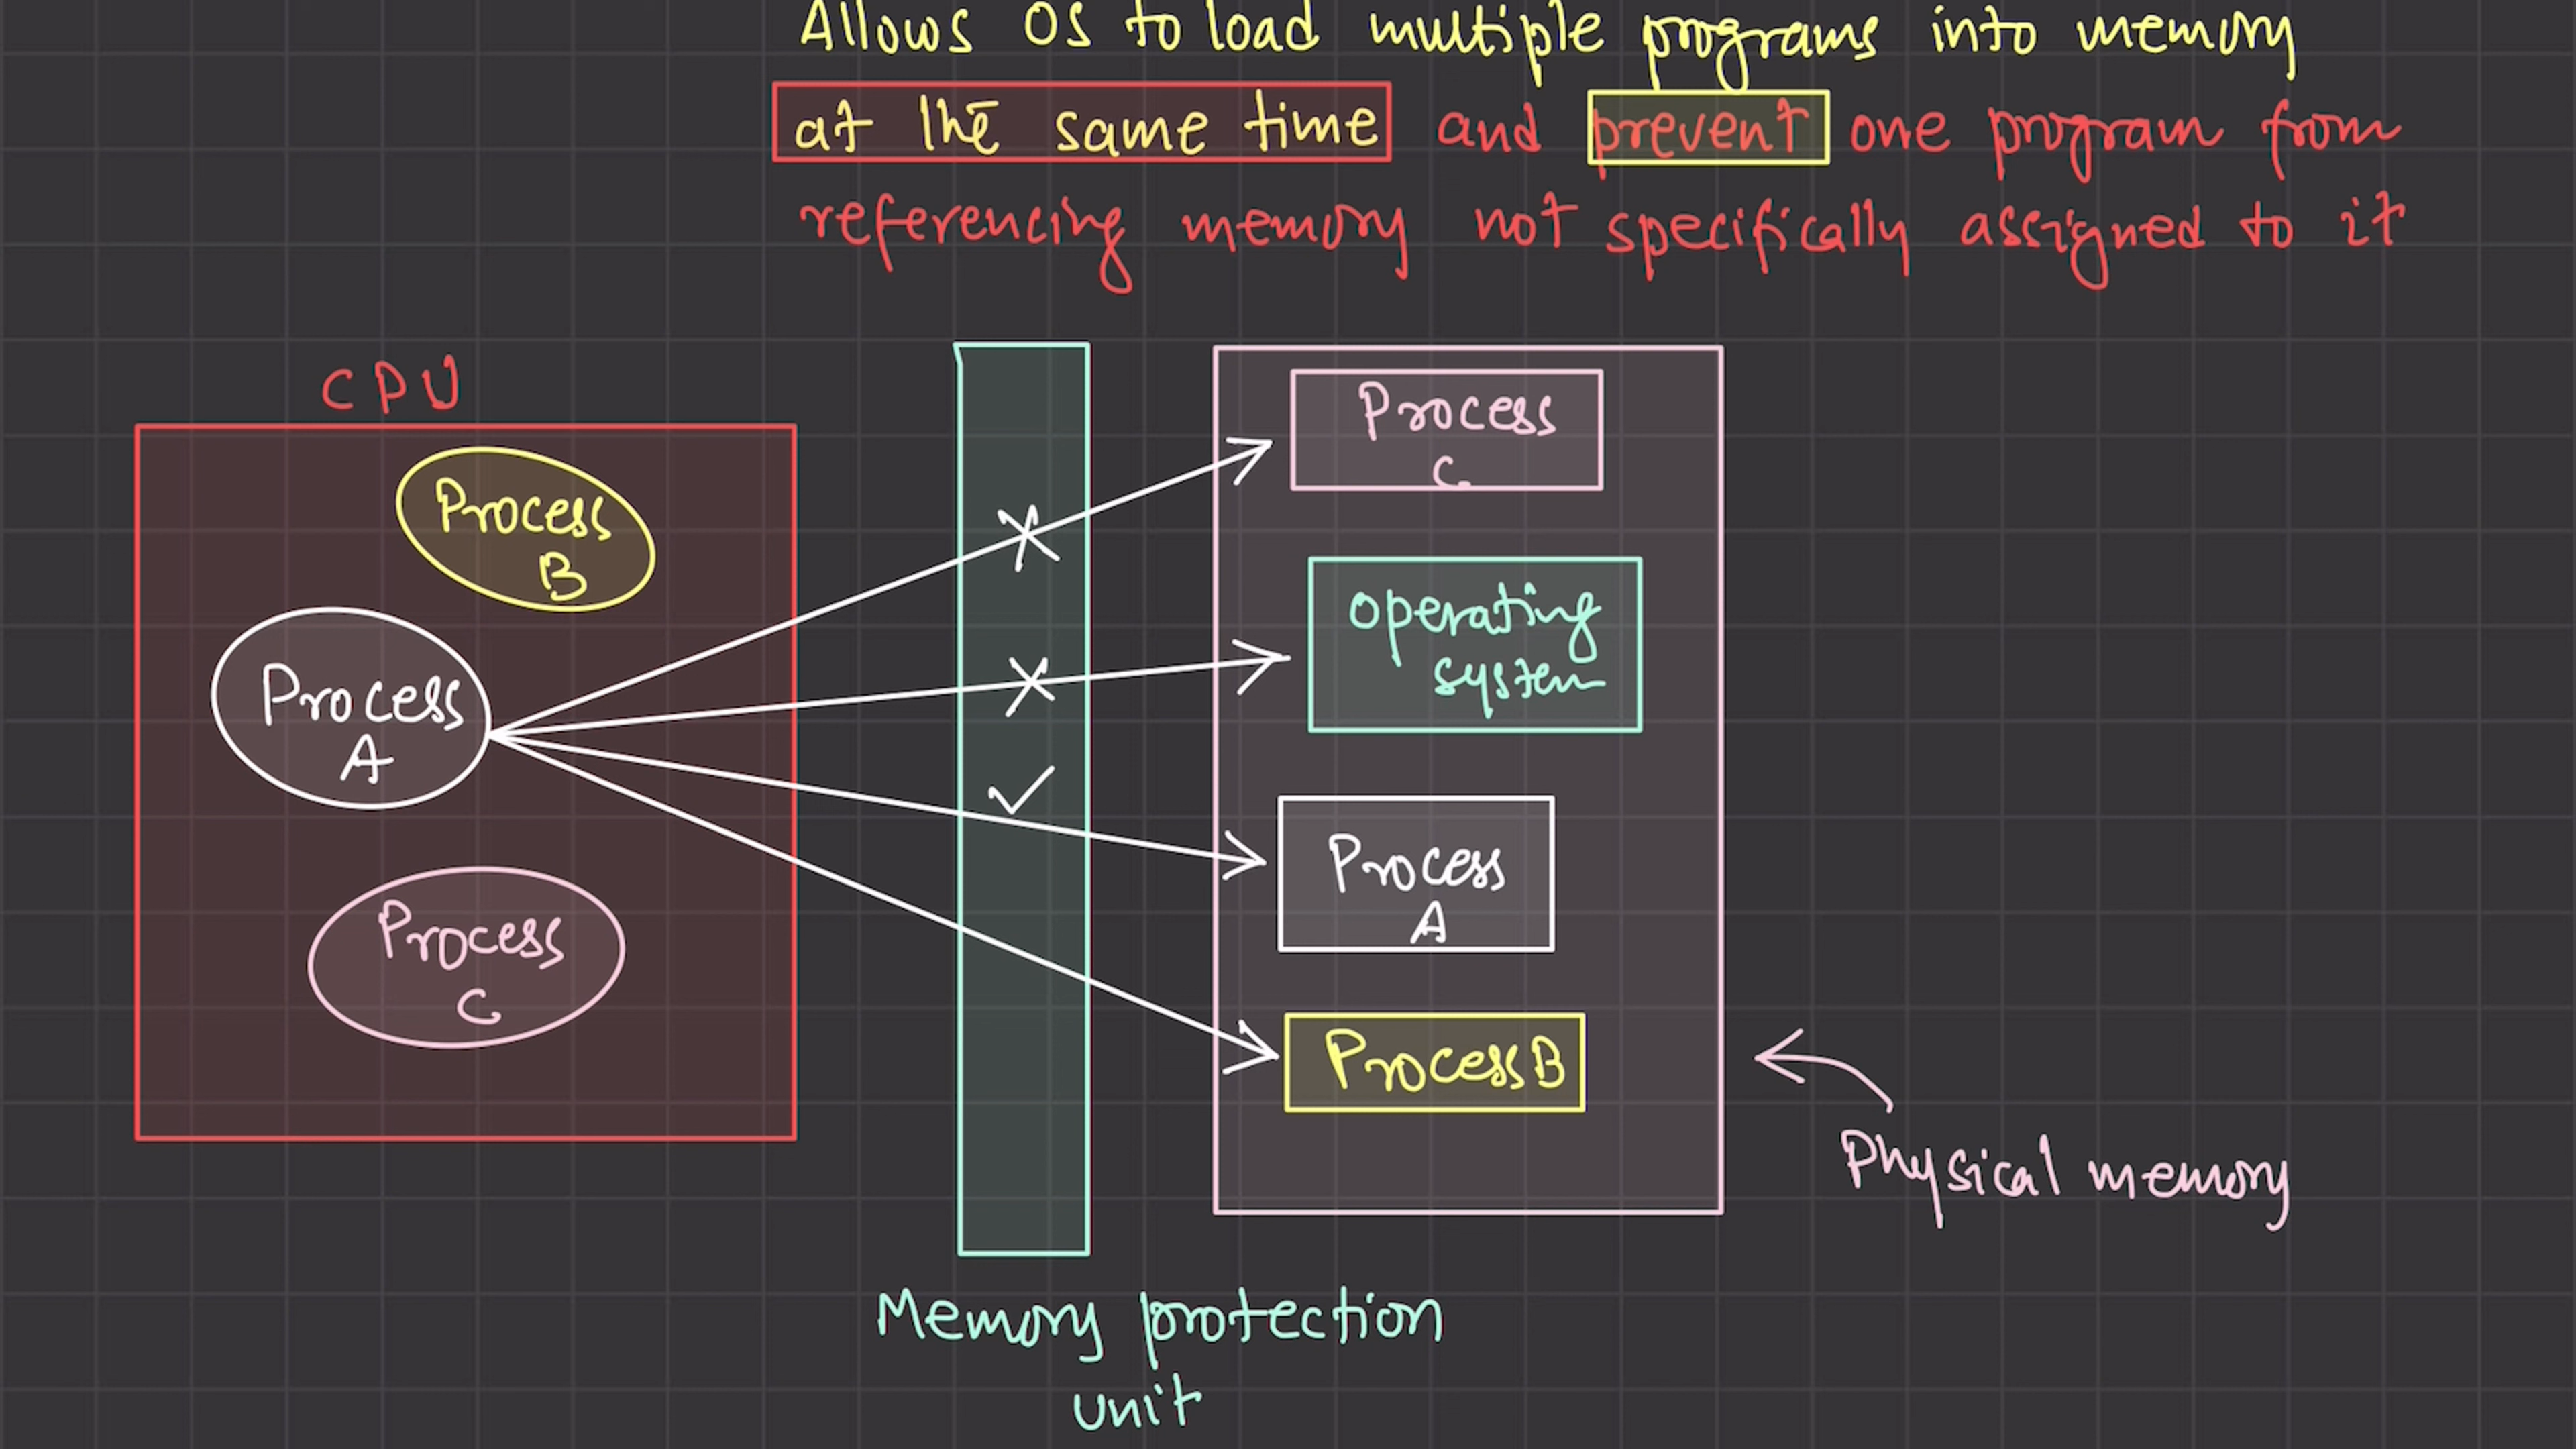 Allows OS to load multiple programs into memory
at the same time and prevent one program from
referencing memory not specifically assigned to it
CPU
Process
B
Process
A
Process
C
Process
C
operating
system
Process
A
Process B
Physical memory
Memory protection
unit